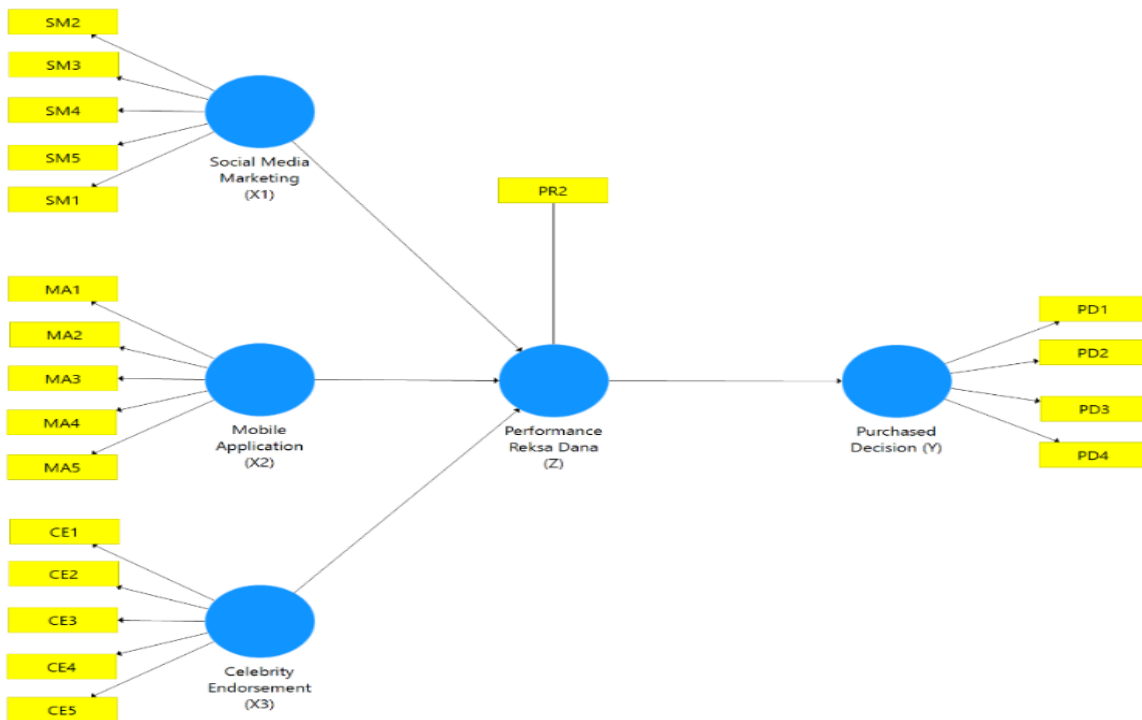 SM2
SM3
SM4
SM5
SM1
Social Media
Marketing
(X1)
PR2
MA1
MA2
MA3
MA4
MA5
Mobile
Application
(X2)
Performance
Reksa Dana
(Z)
Purchased
Decision (Y)
PD1
PD2
PD3
PD4
CE1
CE2
CE3
CE4
CE5
Celebrity
Endorsement
(X3)